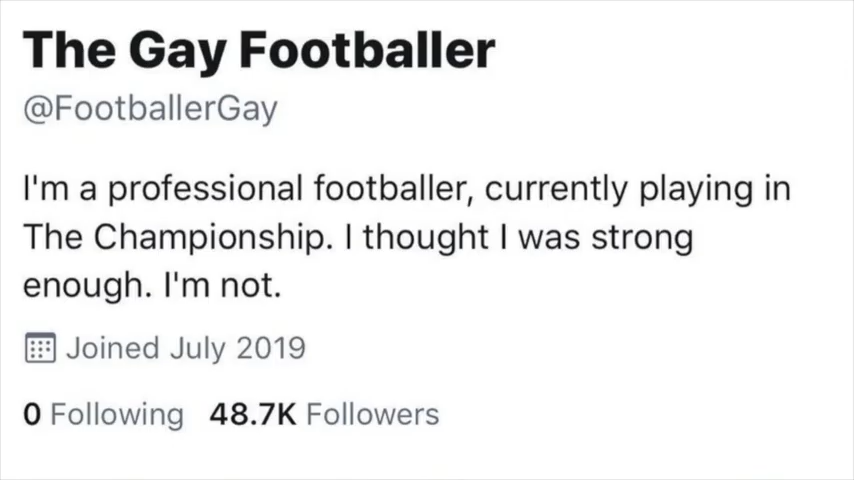 The Gay Footballer
@FootballerGay
I'm a professional footballer, currently playing in
The Championship. I thought I was strong
enough. I'm not.
Joined July 2019
0 Following 48.7K Followers